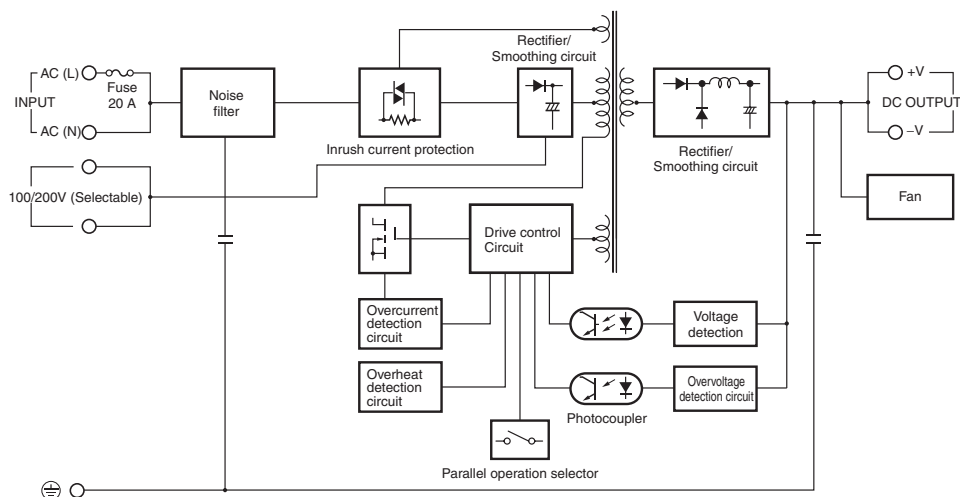 AC (L)
Fuse
20 A
INPUT
AC (N)
Noise
filter
Inrush current protection
Rectifier/
Smoothing circuit
Rectifier/
Smoothing circuit
+V
DC OUTPUT
−V
100/200V (Selectable)
Fan
Drive control
Circuit
Overcurrent
detection
circuit
Overheat
detection
circuit
Voltage
detection
Overvoltage
detection circuit
Photocoupler
Parallel operation selector